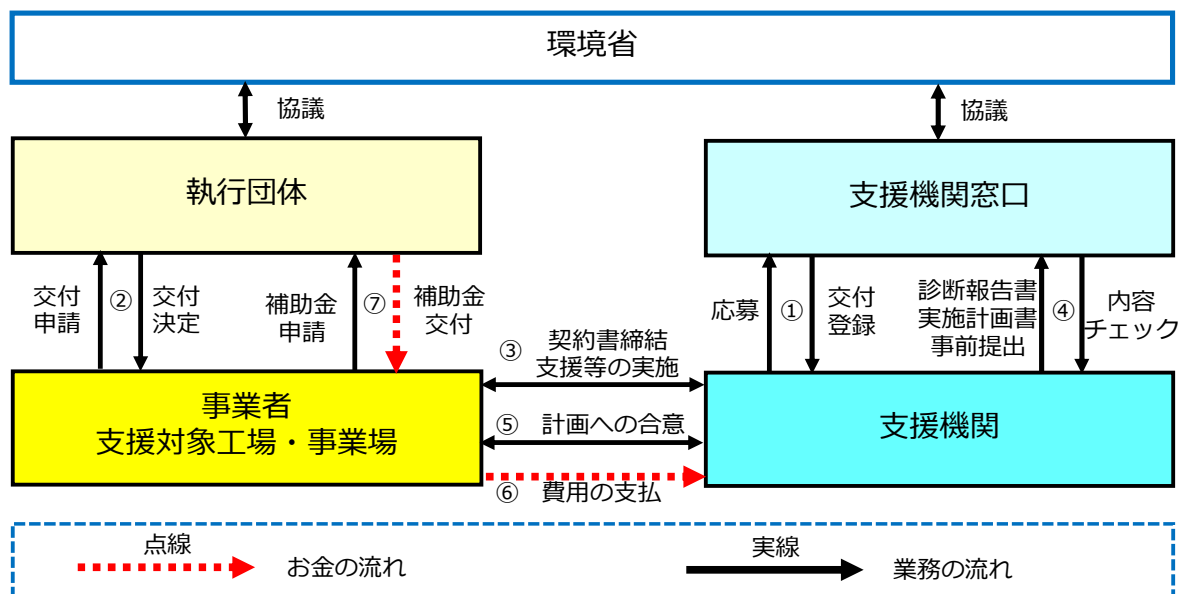 環境省
協議
協議
執行団体
支援機関窓口
交付
申請
②
交付
決定
補助金
申請
⑦
補助金
交付
応募
①
交付
登録
診断報告書
実施計画書
事前提出
④
内容
チェック
③
契約書締結
支援等の実施
事業者
支援対象工場・事業場
⑤ 計画への合意
支援機関
⑥ 費用の支払
点線
お金の流れ
実線
業務の流れ